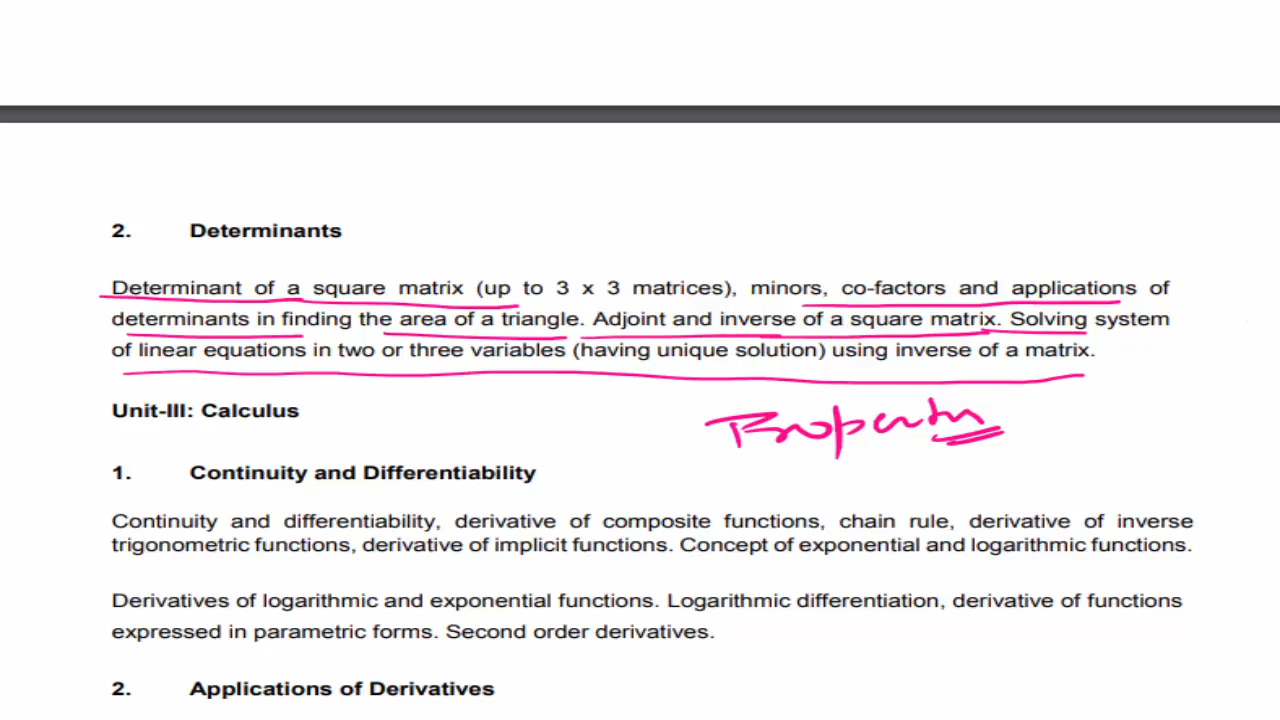 2. Determinants
Determinant of a square matrix (up to 3 x 3 matrices), minors, co-factors and applications of
determinants in finding the area of a triangle. Adjoint and inverse of a square matrix. Solving system
of linear equations in two or three variables (having unique solution) using inverse of a matrix.
Unit-III: Calculus
1. Continuity and Differentiability
Continuity and differentiability, derivative of composite functions, chain rule, derivative of inverse
trigonometric functions, derivative of implicit functions. Concept of exponential and logarithmic functions.
Derivatives of logarithmic and exponential functions. Logarithmic differentiation, derivative of functions
expressed in parametric forms. Second order derivatives.
2. Applications of Derivatives